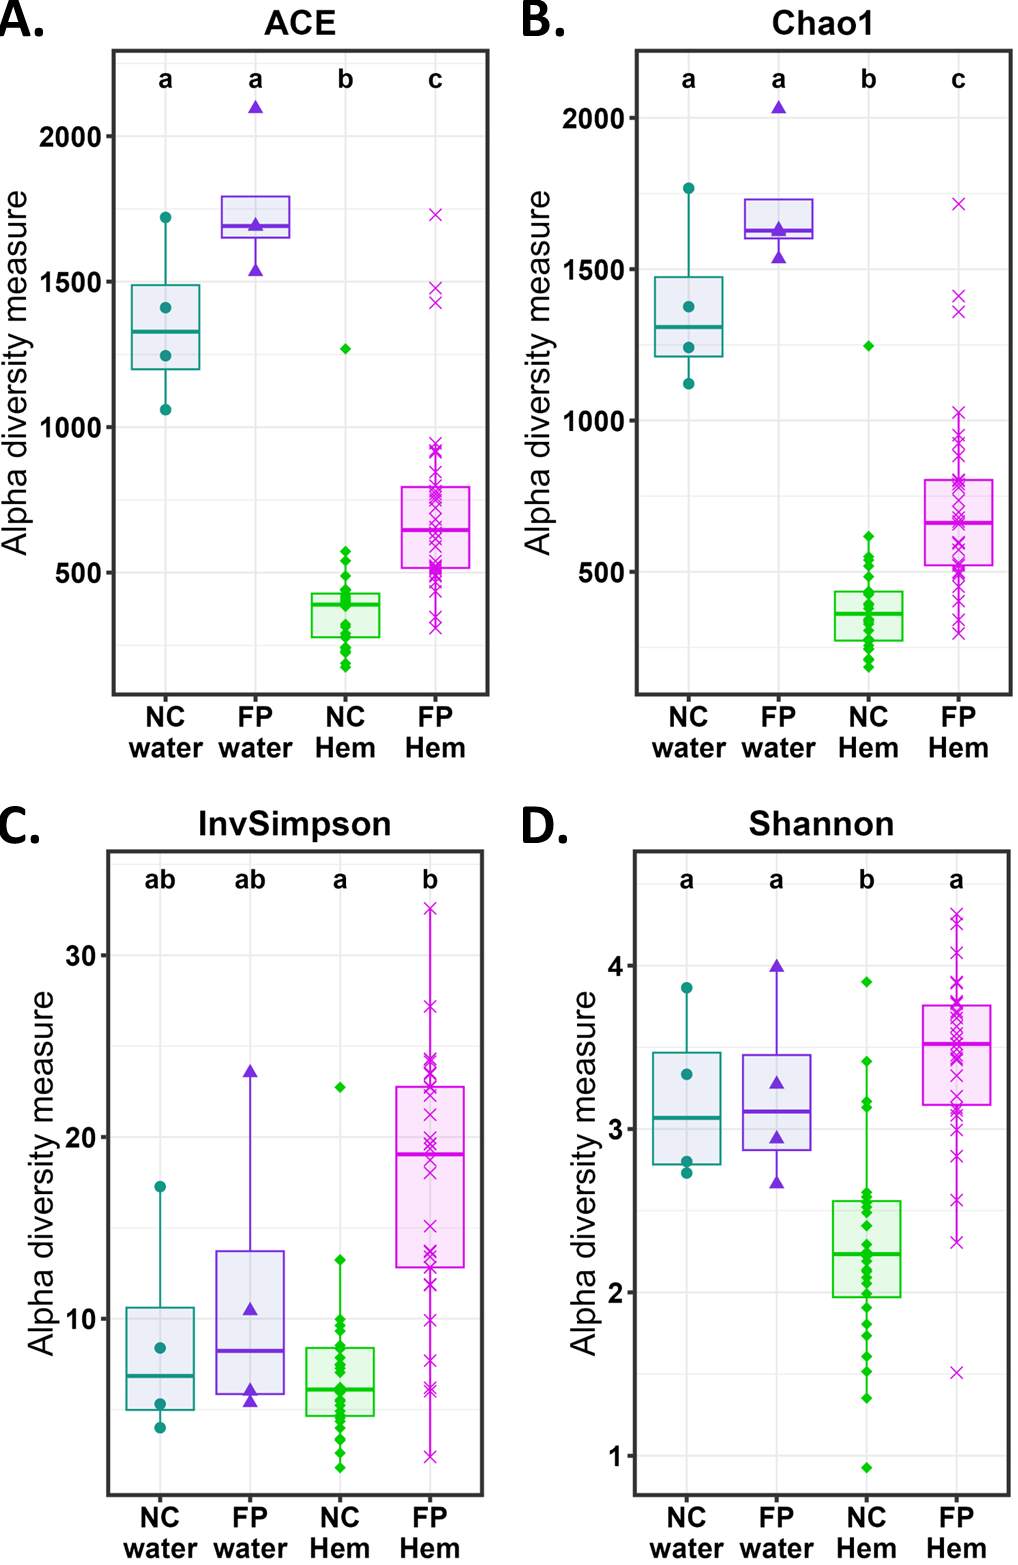 A.
ACE
a a b c
2000
1500
1000
500
Alpha diversity measure
NC FP NC FP
water water Hem Hem
B.
Chao1
a a b c
2000
1500
1000
500
Alpha diversity measure
NC FP NC FP
water water Hem Hem
C.
InvSimpson
ab ab a b
30
20
10
Alpha diversity measure
NC FP NC FP
water water Hem Hem
D.
Shannon
a a b a
4
3
2
1
Alpha diversity measure
NC FP NC FP
water water Hem Hem